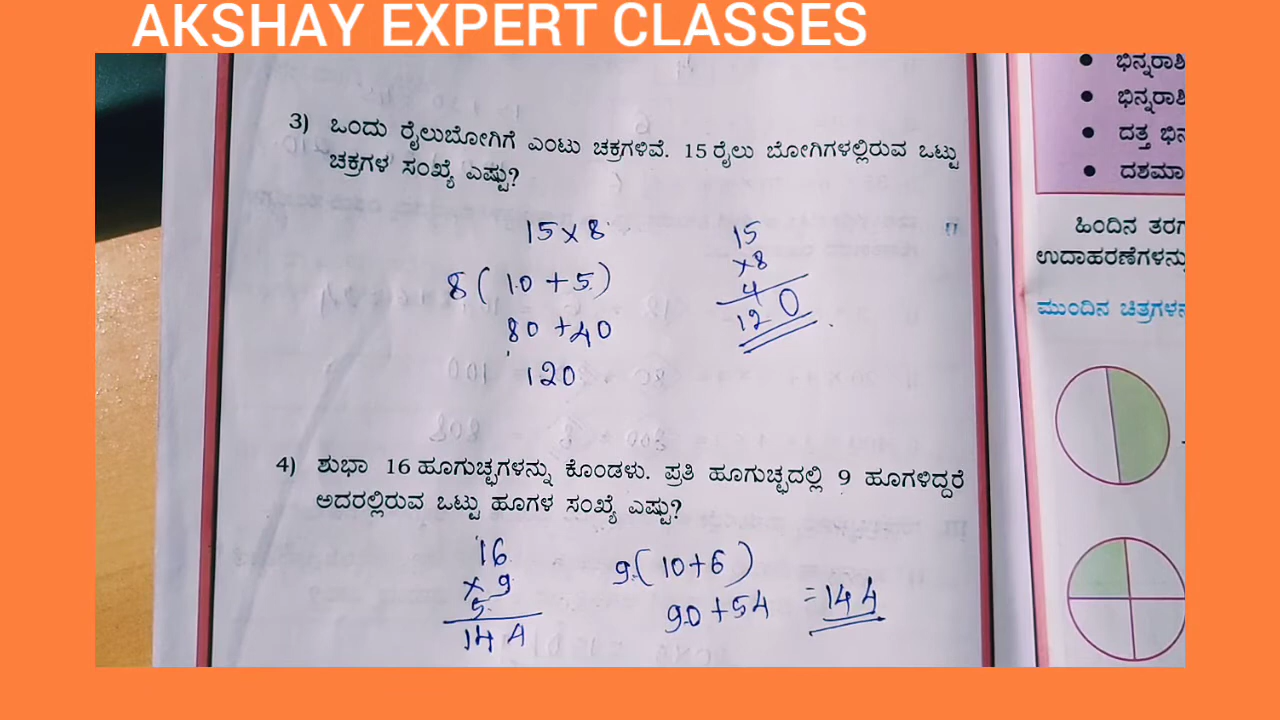 AKSHAY EXPERT CLASSES
3) ಒಂದು ರೈಲುಬೋಗಿಗೆ ಎಂಟು ಚಕ್ರಗಳಿವೆ. 15 ರೈಲು ಬೋಗಿಗಳಲ್ಲಿರುವ ಒಟ್ಟು
ಚಕ್ರಗಳ ಸಂಖ್ಯೆ ಎಷ್ಟು?
15 x 8
8 ( 10 + 5 )
80 + 40
120
15
x8
4
120
4) ಶುಭಾ 16 ಹೂಗುಚ್ಛಗಳನ್ನು ಕೊಂಡಳು. ಪ್ರತಿ ಹೂಗುಚ್ಛದಲ್ಲಿ 9 ಹೂಗಳಿದ್ದರೆ
ಅದರಲ್ಲಿರುವ ಒಟ್ಟು ಹೂಗಳ ಸಂಖ್ಯೆ ಎಷ್ಟು?
16
x 9
5
144
9 ( 10+6 )
90 + 54 = 144
• ಭಿನ್ನರಾಶಿ
• ಭಿನ್ನರಾಶಿ
• ದತ್ತ ಭಿನ
• ದಶಮಾ
ಹಿಂದಿನ ತರಗ
ಉದಾಹರಣೆಗಳನ್ನು
ಮುಂದಿನ ಚಿತ್ರಗಳನ